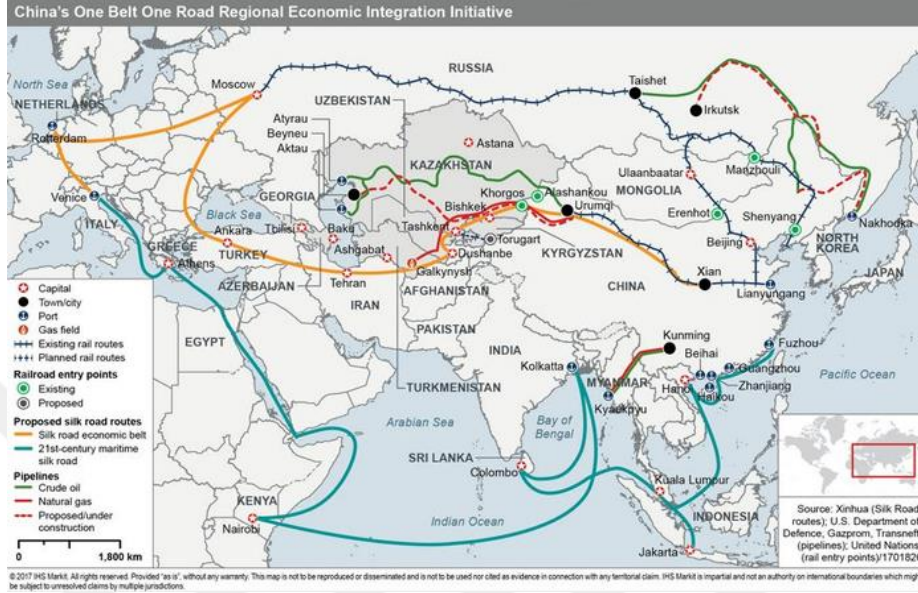 China's One Belt One Road Regional Economic Integration Initiative
North Sea
NETHERLANDS
Rotterdam
Moscow
RUSSIA
Taishet
Irkutsk
UZBEKISTAN
Atyrau
Beyneu
Aktau
Astana
KAZAKHSTAN
Ulaanbaatar
Manzhouli
MONGOLIA
Venice
ITALY
GEORGIA
Khorgos
Alashankou
Urumqi
Bishkek
Erenhot
Shenyang
Nakhodka
Black Sea
Tbilisi
Baku
Tashkent
Torugart
Ankara
Ashgabat
Dushanbe
KYRGYZSTAN
Beijing
NORTH
KOREA
GREECE
TURKEY
Athens
Galkynysh
JAPAN
AZERBAIJAN
Tehran
AFGHANISTAN
CHINA
Xian
Lianyungang
IRAN
PAKISTAN
EGYPT
INDIA
Kunming
Fuzhou
Kolkatta
Beihai
Guangzhou
TURKMENISTAN
MYANMAR
Hanoi
Zhanjiang
Haikou
Pacific Ocean
Kyaukpyu
Arabian Sea
Bay of
Bengal
SRI LANKA
Colombo
Kuala Lumpur
KENYA
Nairobi
Indian Ocean
INDONESIA
Jakarta
Capital
Town/city
Port
Gas field
Existing rail routes
Planned rail routes
Railroad entry points
Existing
Proposed
Proposed silk road routes
Silk road economic belt
21st-century maritime
silk road
Pipelines
Crude oil
Natural gas
Proposed/under
construction
0 1,800 km
Source: Xinhua (Silk Road
routes); U.S. Department of
Defence, Gazprom, Transneft
(pipelines); United Nations
(rail entry points)/1701826
© 2017 IHS Markit. All rights reserved. Provided "as is", without any warranty. This map is not to be reproduced or disseminated and is not to be used nor cited as evidence in connection with any territorial claim. IHS Markit is impartial and not an authority on international boundaries which might
be subject to unresolved claims by multiple jurisdictions.